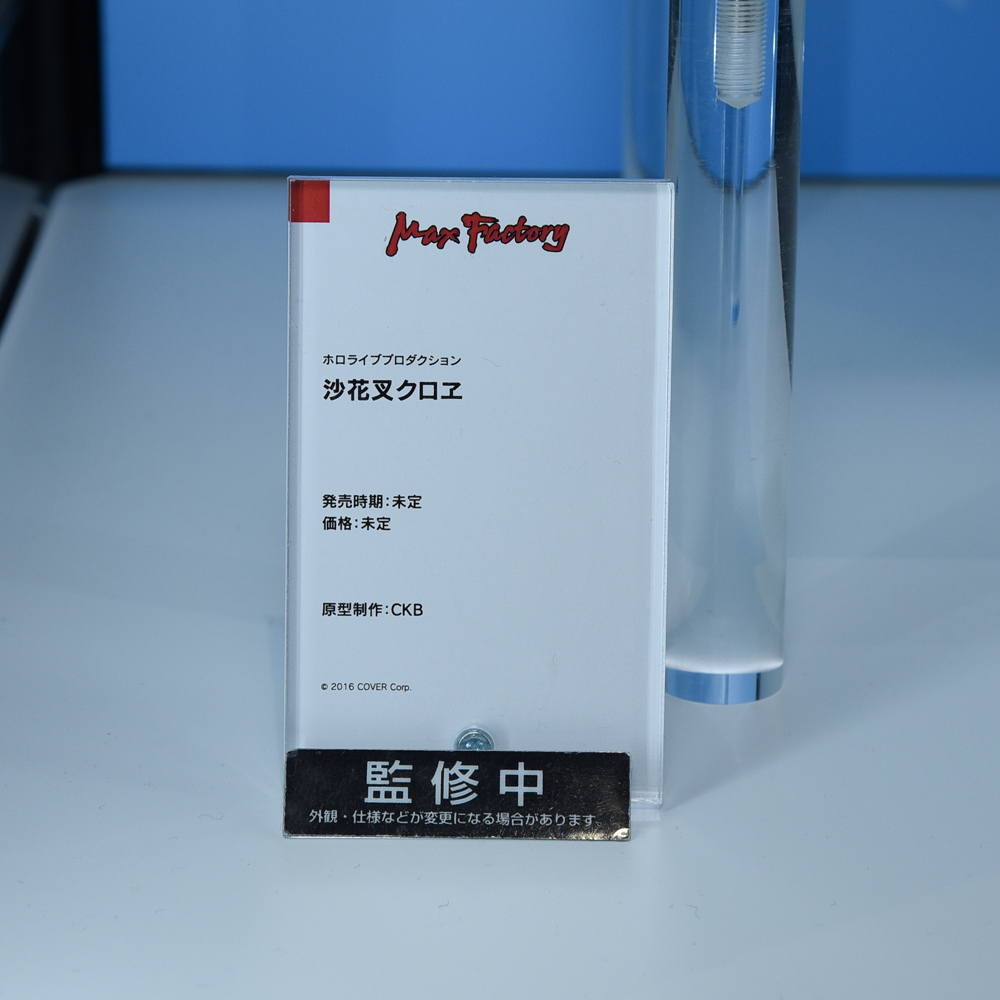 Max Factory
ホロライブプロダクション
沙花叉クロヱ
発売時期：未定
価格：未定
原型制作：CKB
© 2016 COVER Corp.
監修中
外観・仕様などが変更になる場合があります。